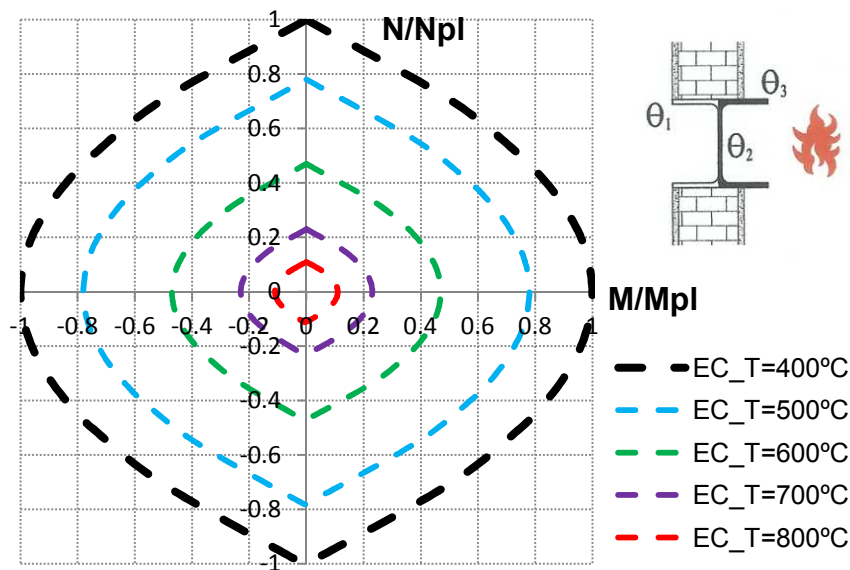 N/Npl
1
0.8
0.6
0.4
0.2
0
-0.2
-0.4
-0.6
-0.8
-1
-1 -0.8 -0.6 -0.4 -0.2 0 0.2 0.4 0.6 0.8 1
M/Mpl
θ3
θ1
θ2
EC_T=400ºC
EC_T=500ºC
EC_T=600ºC
EC_T=700ºC
EC_T=800ºC